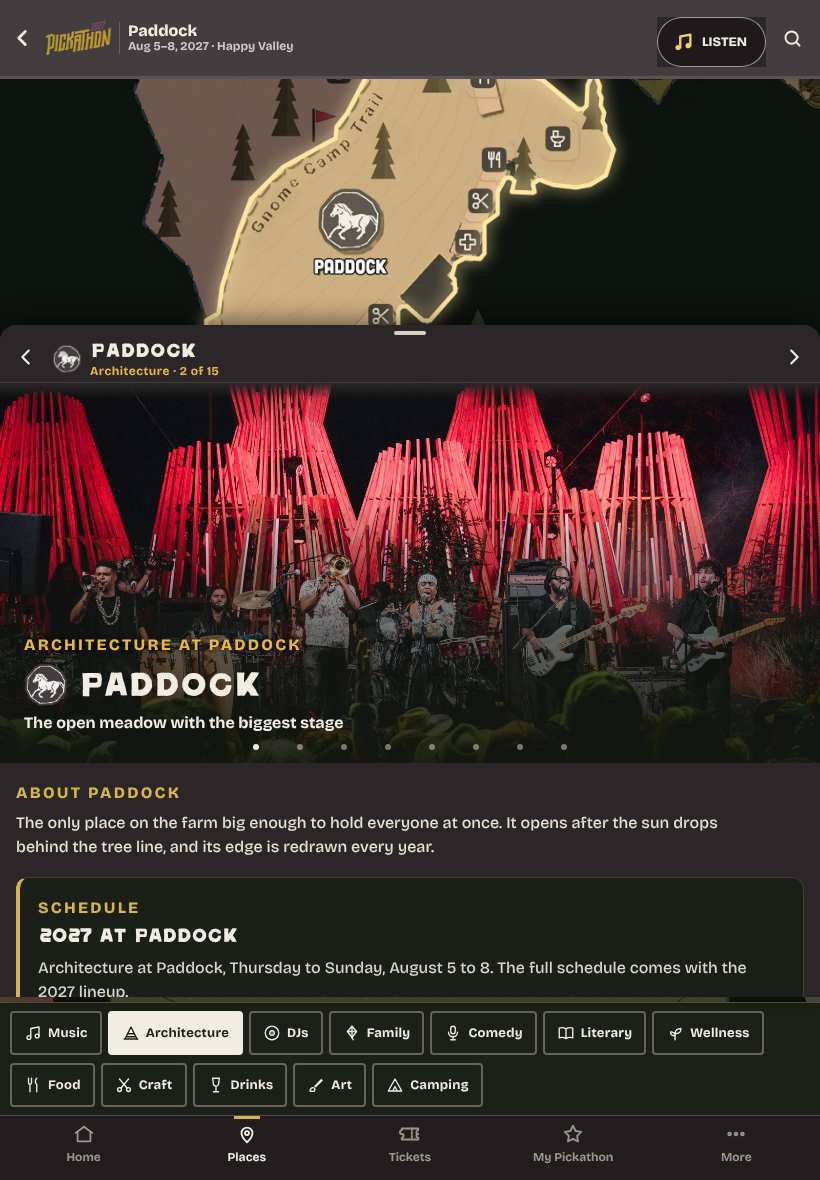 PICKATHON
Paddock
Aug 5–8, 2027 · Happy Valley
LISTEN
Gnome Camp Trail
PADDOCK
PADDOCK
Architecture · 2 of 15
ARCHITECTURE AT PADDOCK
PADDOCK
The open meadow with the biggest stage
ABOUT PADDOCK
The only place on the farm big enough to hold everyone at once. It opens after the sun drops
behind the tree line, and its edge is redrawn every year.
SCHEDULE
2027 AT PADDOCK
Architecture at Paddock, Thursday to Sunday, August 5 to 8. The full schedule comes with the
2027 lineup.
Music Architecture DJs Family Comedy Literary Wellness
Food Craft Drinks Art Camping
Home Places Tickets My Pickathon More